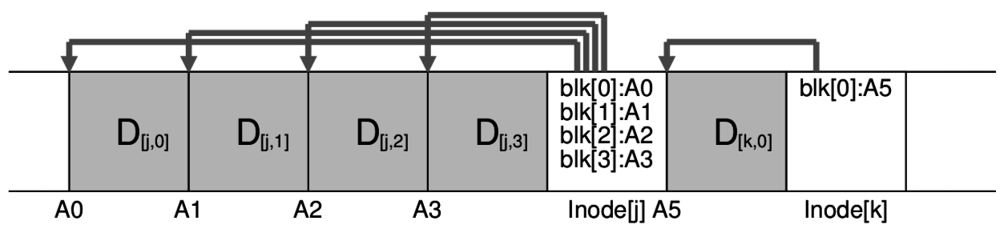 blk[0]:A0
blk[1]:A1
blk[2]:A2
blk[3]:A3
blk[0]:A5
D[j,0] D[j,1] D[j,2] D[j,3] D[k,0]
A0 A1 A2 A3 Inode[j] A5 Inode[k]